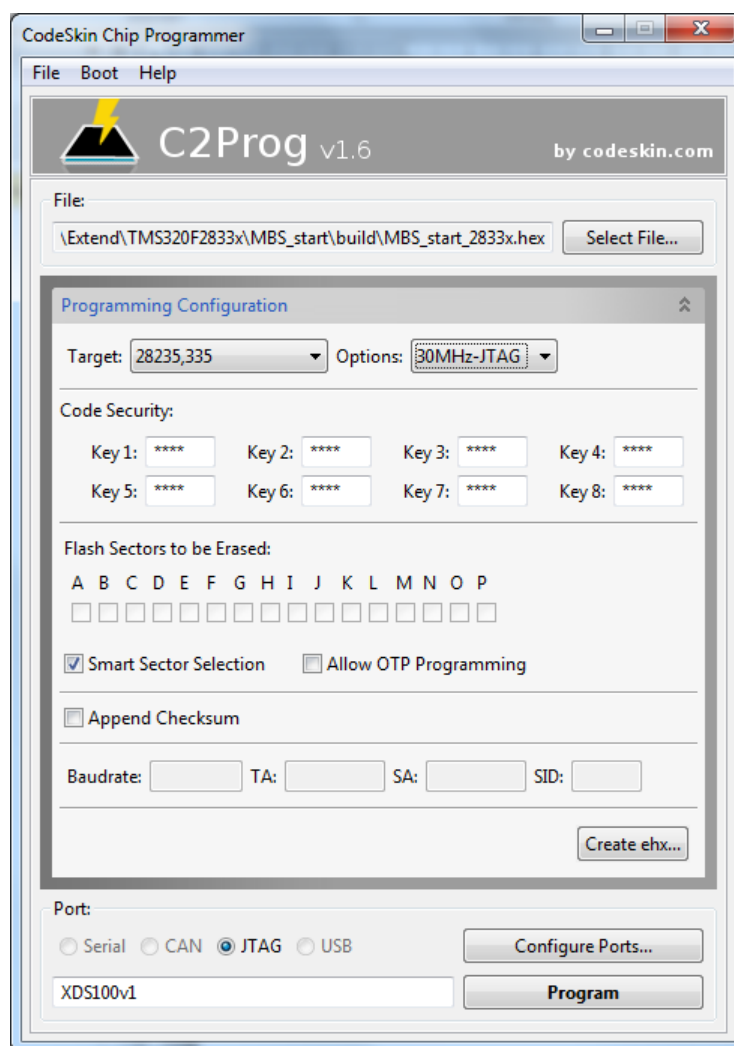 CodeSkin Chip Programmer
File Boot Help
C2Prog v1.6 by codeskin.com
File:
\Extend\TMS320F2833x\MBS_start\build\MBS_start_2833x.hex Select File...
Programming Configuration
Target: 28235,335 Options: 30MHz-JTAG
Code Security:
Key 1: **** Key 2: **** Key 3: **** Key 4: ****
Key 5: **** Key 6: **** Key 7: **** Key 8: ****
Flash Sectors to be Erased:
A B C D E F G H I J K L M N O P
Smart Sector Selection Allow OTP Programming
Append Checksum
Baudrate: TA: SA: SID:
Create ehx...
Port:
Serial CAN JTAG USB Configure Ports...
XDS100v1 Program